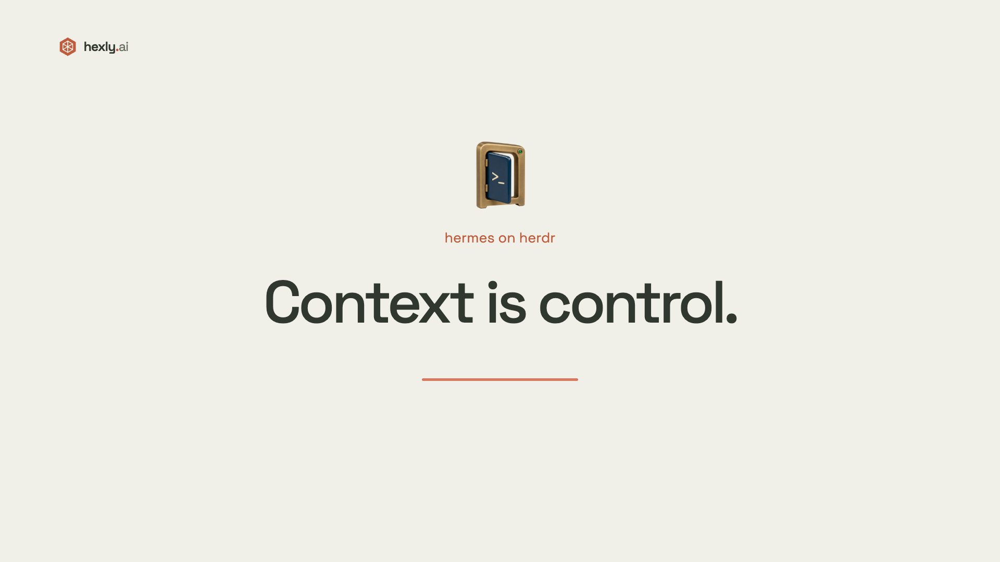 hexly.ai
>_
hermes on herdr
Context is control.